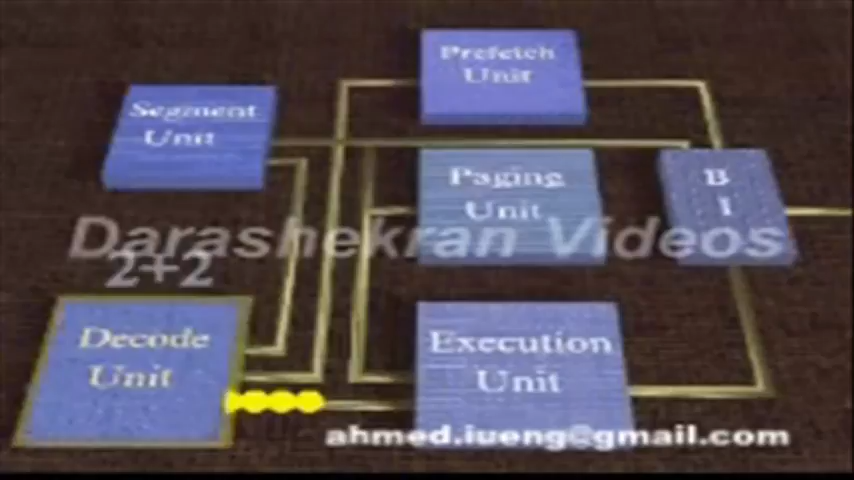 Prefetch
Unit
Segment
Unit
Paging
Unit
B
I
Darashekran Videos
2+2
Decode
Unit
Execution
Unit
ahmed.iueng@gmail.com